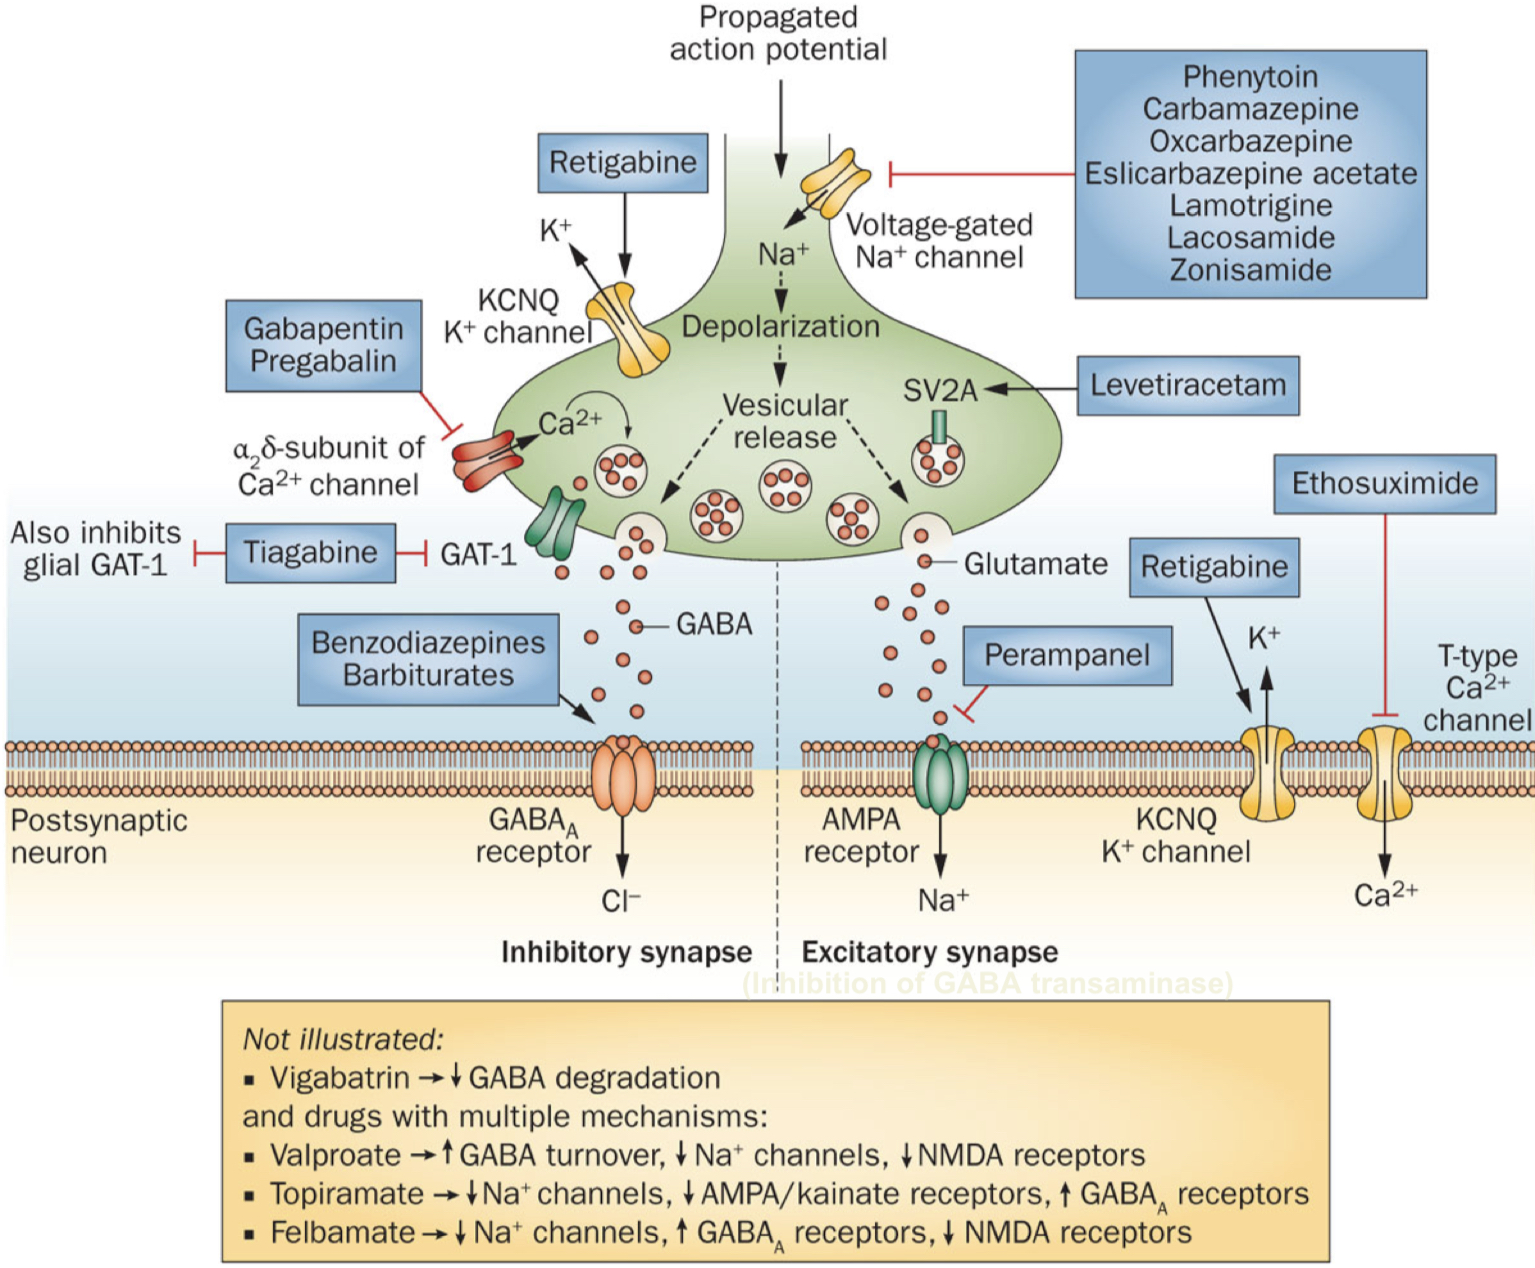 Propagated
action potential
Phenytoin
Carbamazepine
Oxcarbazepine
Eslicarbazepine acetate
Lamotrigine
Lacosamide
Zonisamide
Retigabine
K⁺
Voltage-gated
Na⁺ channel
Na⁺
KCNQ
K⁺ channel
Depolarization
Gabapentin
Pregabalin
Levetiracetam
SV2A
Vesicular
release
Ca²⁺
α₂δ-subunit of
Ca²⁺ channel
Ethosuximide
Also inhibits
glial GAT-1
Tiagabine
GAT-1
Glutamate
Retigabine
GABA
Benzodiazepines
Barbiturates
Perampanel
K⁺
T-type
Ca²⁺
channel
Postsynaptic
neuron
GABA_A
receptor
AMPA
receptor
KCNQ
K⁺ channel
Cl⁻
Na⁺
Ca²⁺
Inhibitory synapse
Excitatory synapse
(Inhibition of GABA transaminase)
Not illustrated:
▪ Vigabatrin → ↓ GABA degradation
and drugs with multiple mechanisms:
▪ Valproate → ↑ GABA turnover, ↓ Na⁺ channels, ↓ NMDA receptors
▪ Topiramate → ↓ Na⁺ channels, ↓ AMPA/kainate receptors, ↑ GABA_A receptors
▪ Felbamate → ↓ Na⁺ channels, ↑ GABA_A receptors, ↓ NMDA receptors